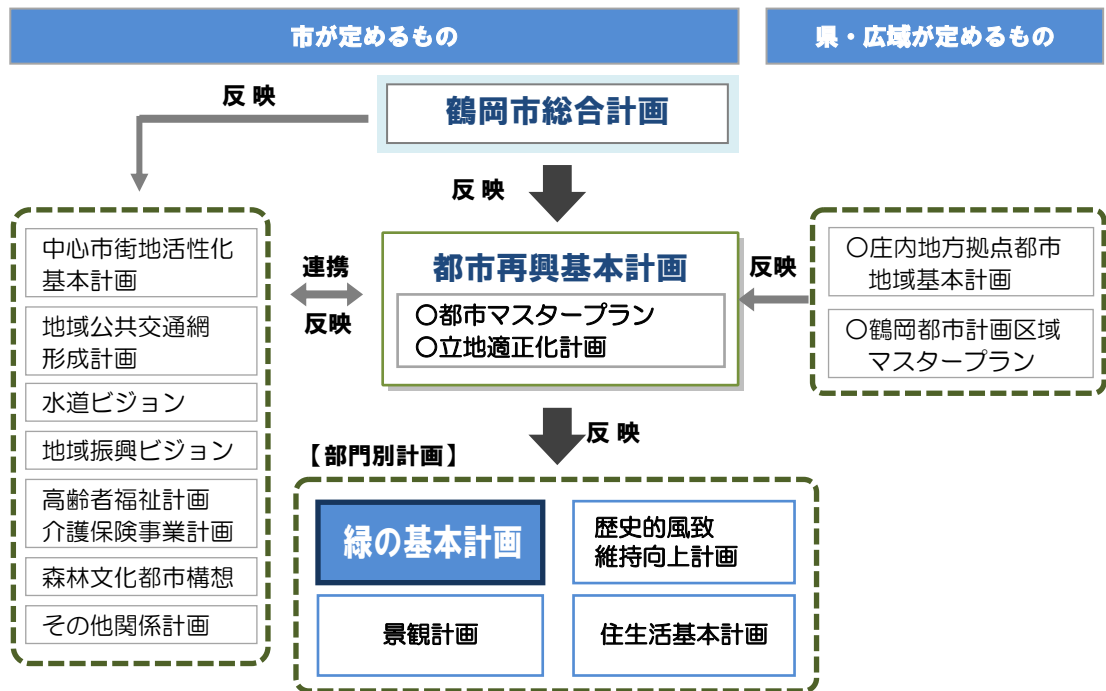 市が定めるもの
県・広域が定めるもの
反 映
鶴岡市総合計画
反 映
中心市街地活性化
基本計画
地域公共交通網
形成計画
水道ビジョン
地域振興ビジョン
高齢者福祉計画
介護保険事業計画
森林文化都市構想
その他関係計画
連携
反映
都市再興基本計画
○都市マスタープラン
○立地適正化計画
反映
○庄内地方拠点都市
地域基本計画
○鶴岡都市計画区域
マスタープラン
反 映
【部門別計画】
緑の基本計画
歴史的風致
維持向上計画
景観計画
住生活基本計画